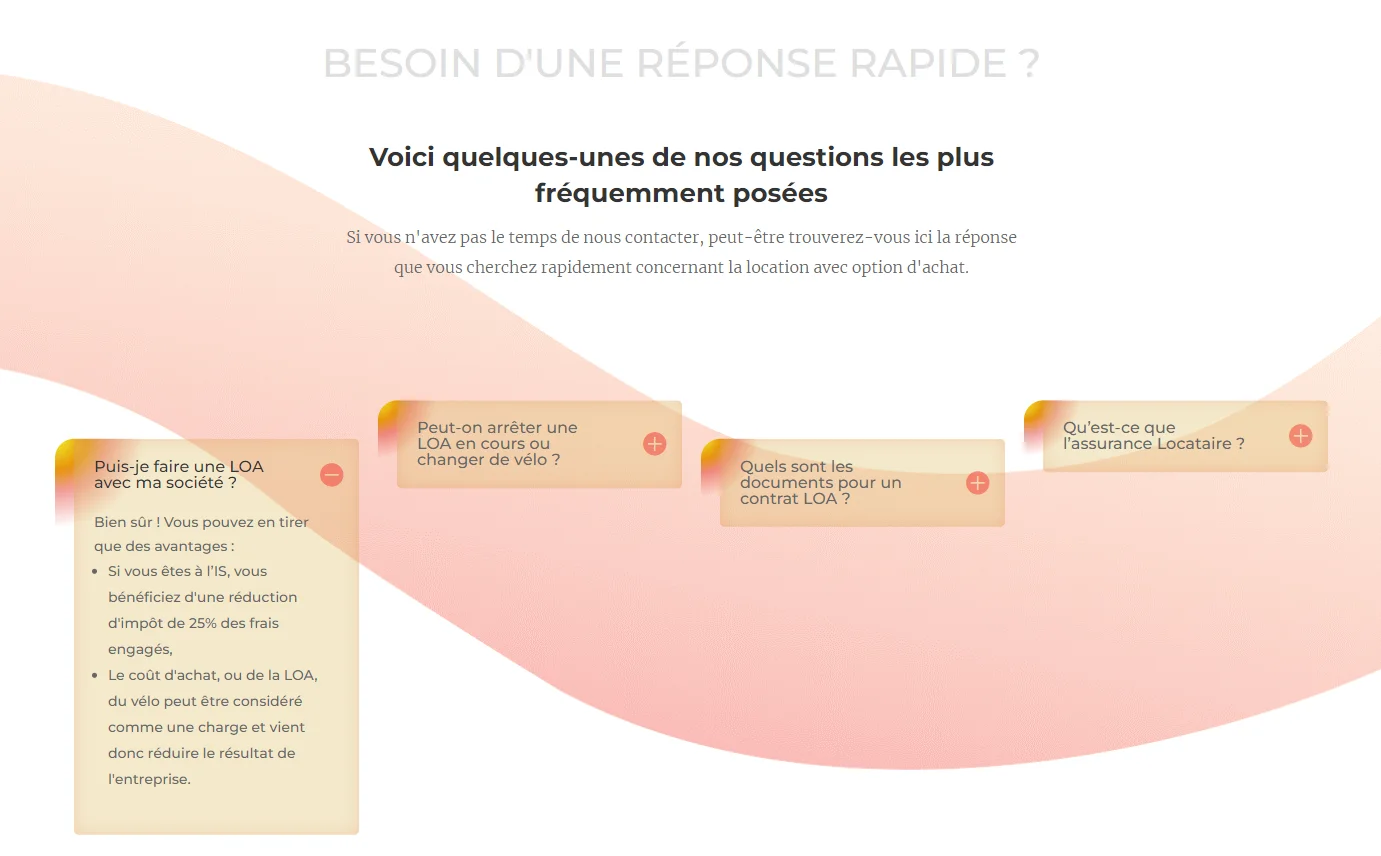 BESOIN D'UNE RÉPONSE RAPIDE ?
Voici quelques-unes de nos questions les plus
fréquemment posées
Si vous n'avez pas le temps de nous contacter, peut-être trouverez-vous ici la réponse
que vous cherchez rapidement concernant la location avec option d'achat.
Puis-je faire une LOA
avec ma société ?
Bien sûr ! Vous pouvez en tirer
que des avantages :
• Si vous êtes à l’IS, vous
bénéficiez d'une réduction
d'impôt de 25% des frais
engagés,
• Le coût d'achat, ou de la LOA,
du vélo peut être considéré
comme une charge et vient
donc réduire le résultat de
l'entreprise.
Peut-on arrêter une
LOA en cours ou
changer de vélo ?
Quels sont les
documents pour un
contrat LOA ?
Qu’est-ce que
l’assurance Locataire ?